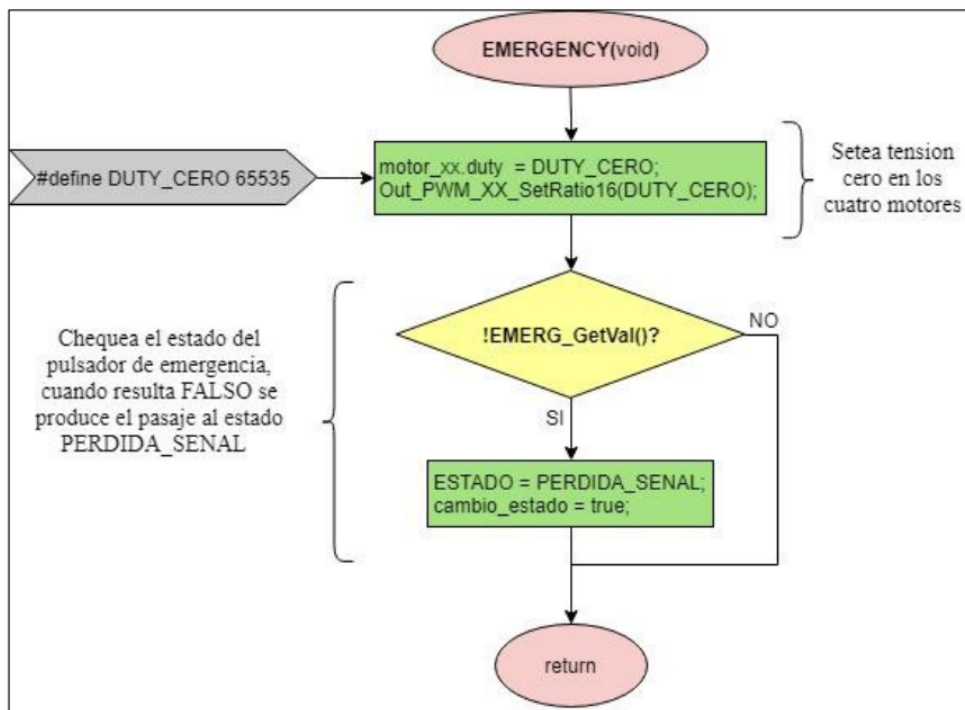 EMERGENCY(void)
#define DUTY_CERO 65535
motor_xx.duty = DUTY_CERO;
Out_PWM_XX_SetRatio16(DUTY_CERO);
Setea tension
cero en los
cuatro motores
!EMERG_GetVal()?
NO
SI
Chequea el estado del
pulsador de emergencia,
cuando resulta FALSO se
produce el pasaje al estado
PERDIDA_SENAL
ESTADO = PERDIDA_SENAL;
cambio_estado = true;
return